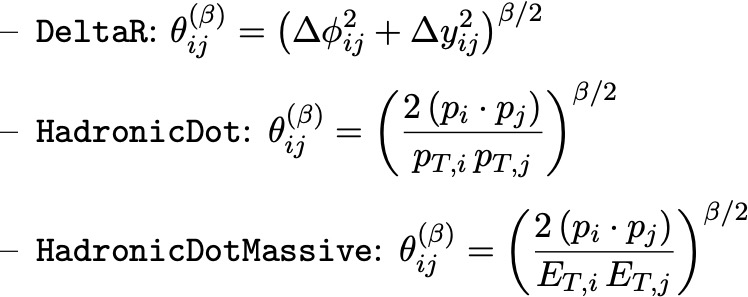 – DeltaR: θ_{ij}^{(β)} = (Δϕ_{ij}^2 + Δy_{ij}^2)^{β/2}
– HadronicDot: θ_{ij}^{(β)} = (2 (p_i · p_j) / p_{T,i} p_{T,j})^{β/2}
– HadronicDotMassive: θ_{ij}^{(β)} = (2 (p_i · p_j) / E_{T,i} E_{T,j})^{β/2}